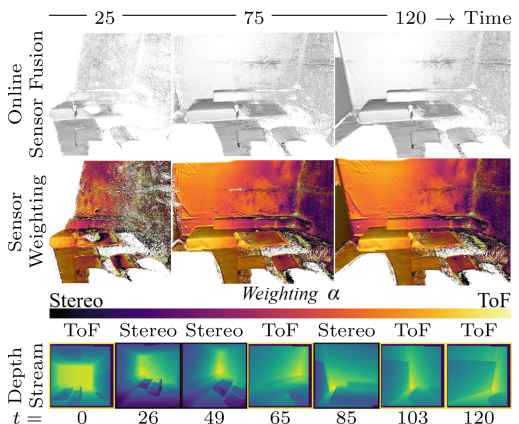 25 75 120 → Time
Online
Sensor Fusion
Sensor
Weighting
Weighting α
Stereo ToF
ToF Stereo Stereo ToF Stereo ToF ToF
Depth
Stream
t = 0 26 49 65 85 103 120